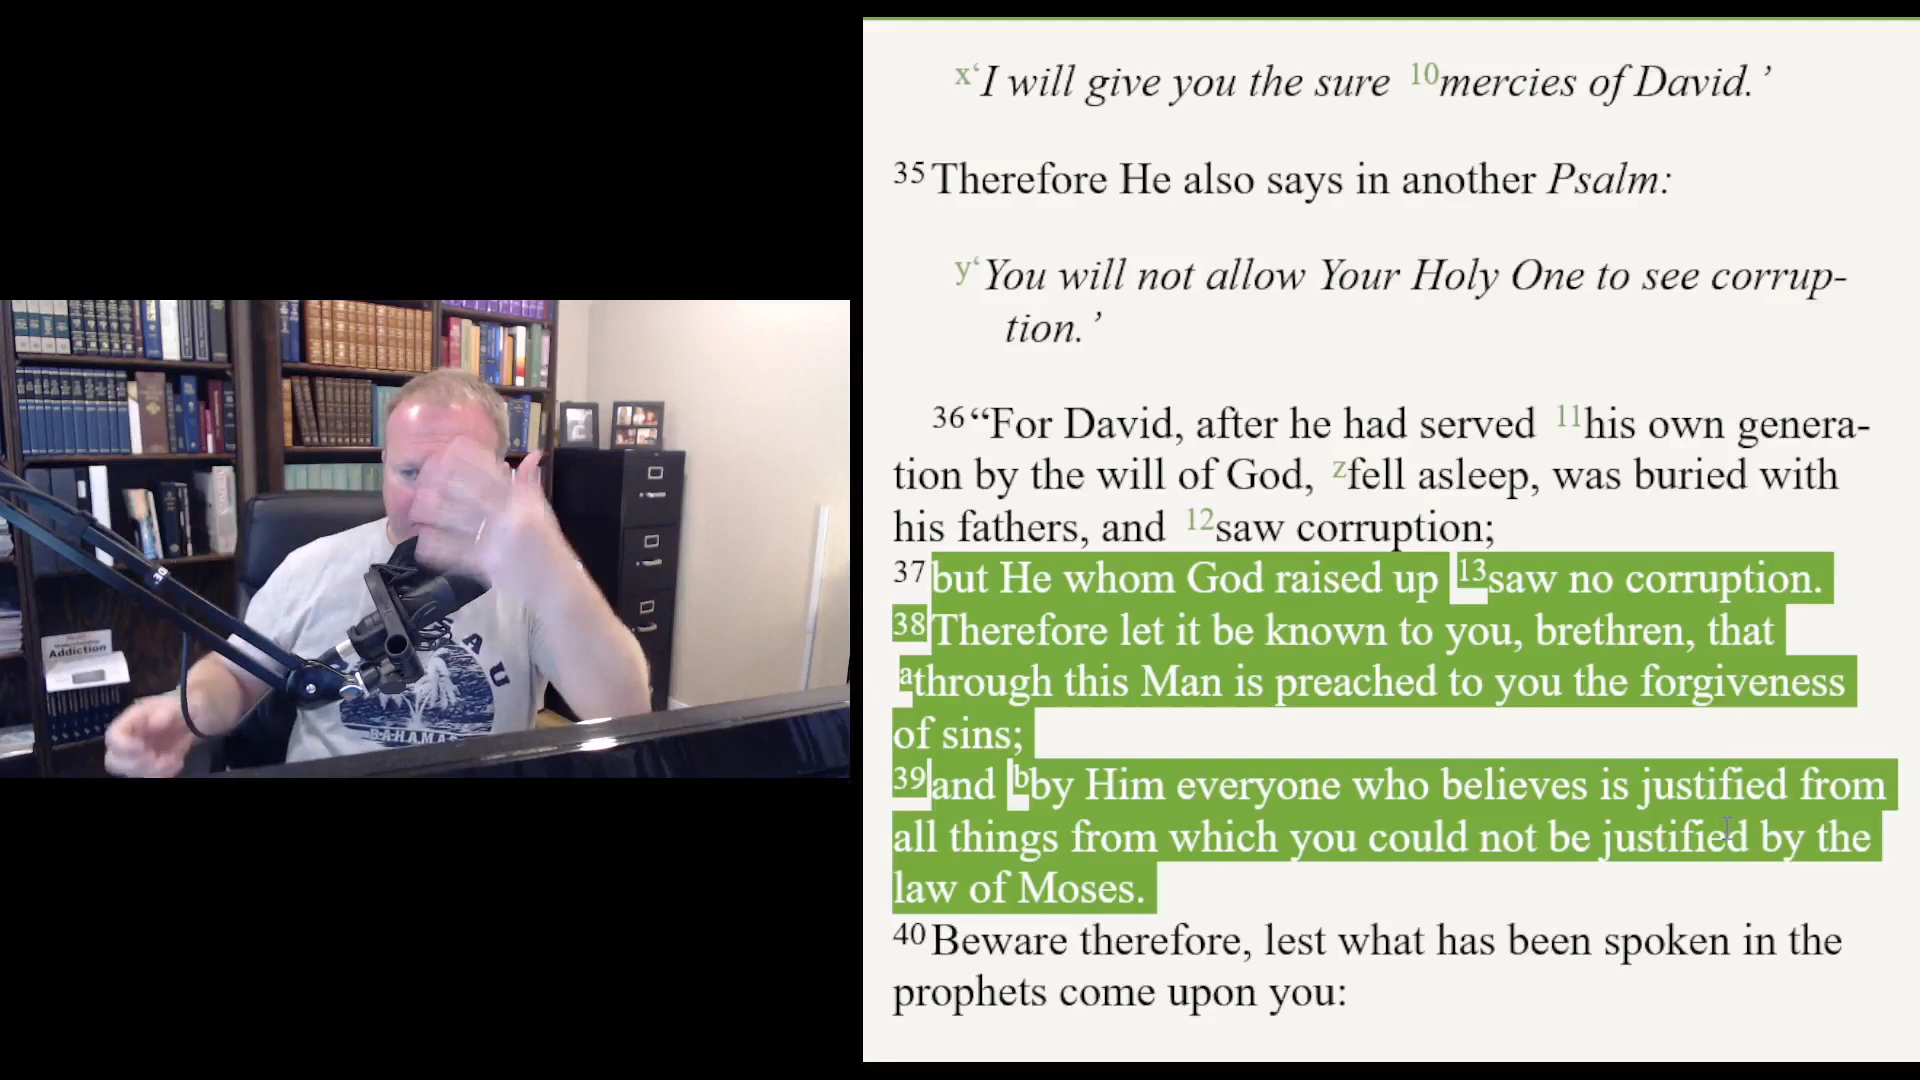 x‘I will give you the sure 10mercies of David.’
35Therefore He also says in another Psalm:
y‘You will not allow Your Holy One to see corrup-
tion.’
36“For David, after he had served 11his own genera-
tion by the will of God, zfell asleep, was buried with
his fathers, and 12saw corruption;
37but He whom God raised up 13saw no corruption.
38Therefore let it be known to you, brethren, that
athrough this Man is preached to you the forgiveness
of sins;
39and bby Him everyone who believes is justified from
all things from which you could not be justified by the
law of Moses.
40Beware therefore, lest what has been spoken in the
prophets come upon you:
Addiction
AU
BAHAMAS